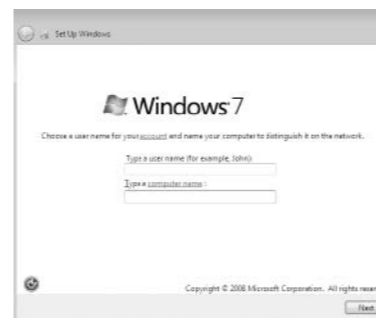 Set Up Windows
Windows 7
Choose a user name for your account and name your computer to distinguish it on the network.
Type a user name (for example, John):
Type a computer name:
Copyright © 2008 Microsoft Corporation. All rights reser
Next